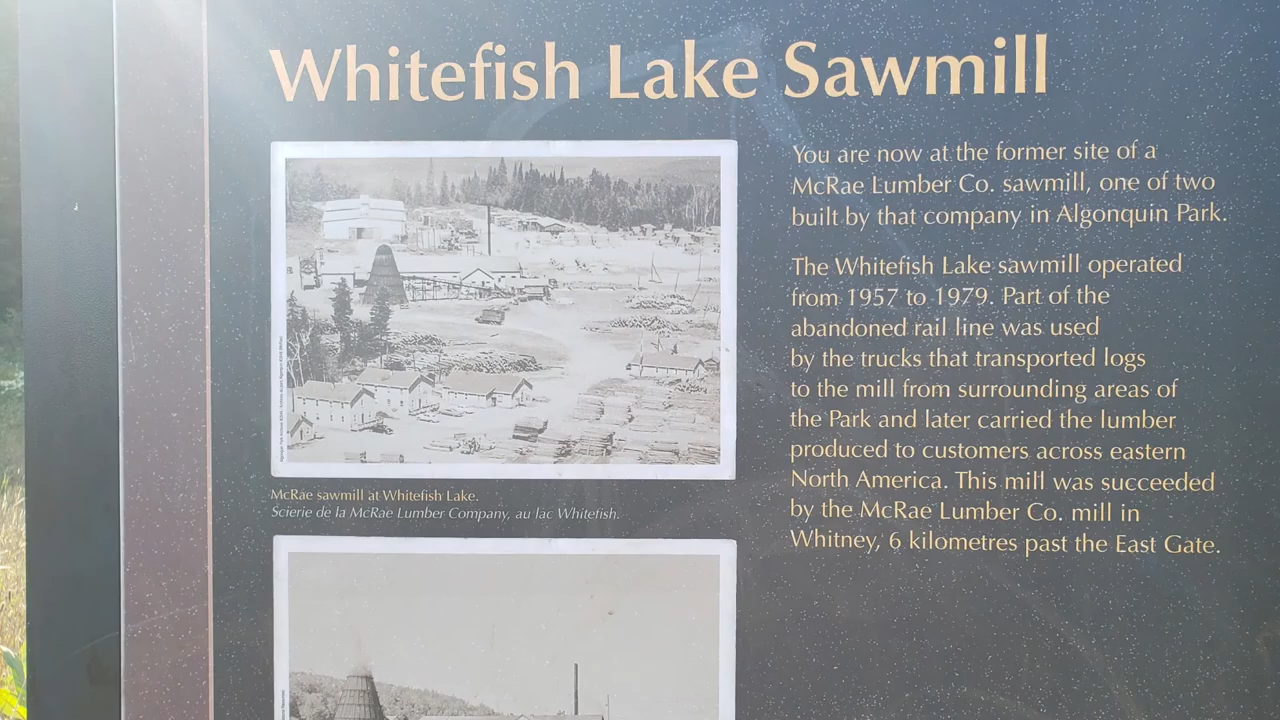 Whitefish Lake Sawmill
You are now at the former site of a
McRae Lumber Co. sawmill, one of two
built by that company in Algonquin Park.
The Whitefish Lake sawmill operated
from 1957 to 1979. Part of the
abandoned rail line was used
by the trucks that transported logs
to the mill from surrounding areas of
the Park and later carried the lumber
produced to customers across eastern
North America. This mill was succeeded
by the McRae Lumber Co. mill in
Whitney, 6 kilometres past the East Gate.
McRae sawmill at Whitefish Lake.
Scierie de la McRae Lumber Company, au lac Whitefish.